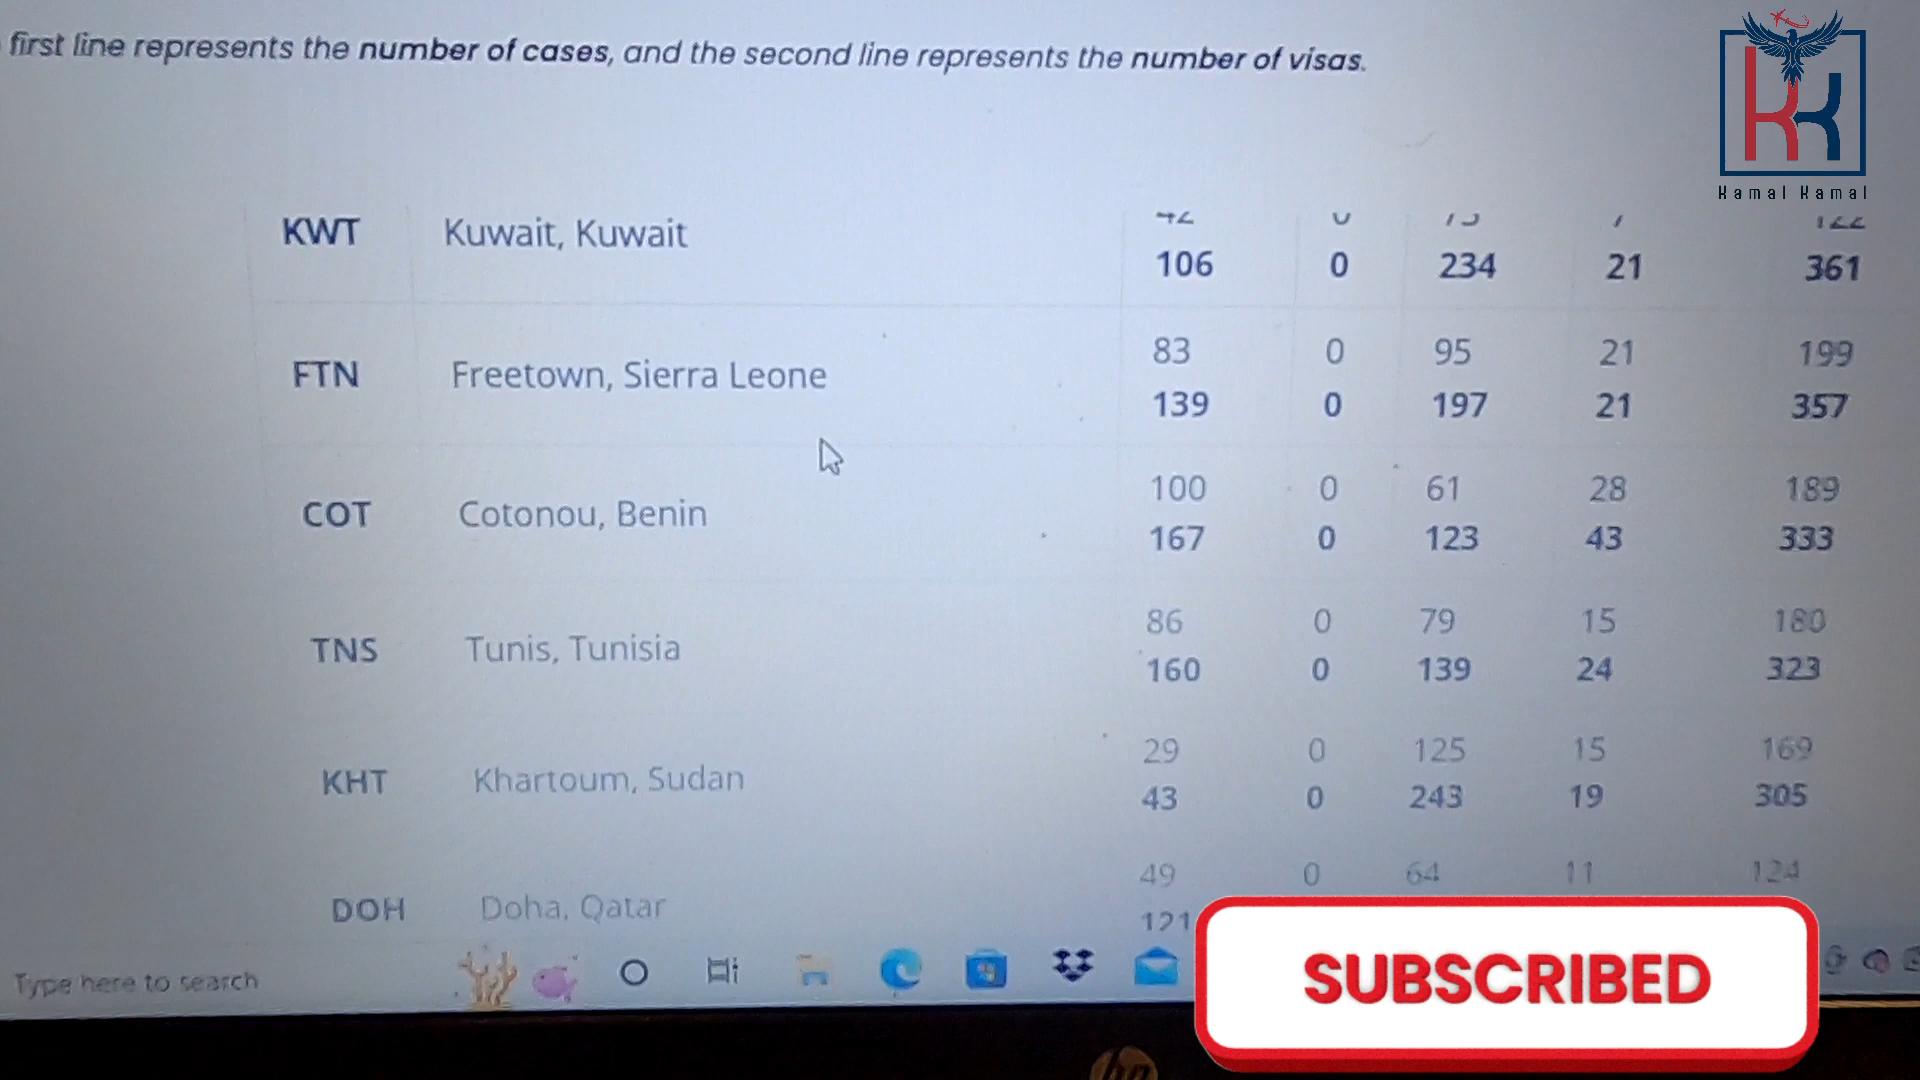 first line represents the number of cases, and the second line represents the number of visas.
Kamal Kamal
KWT Kuwait, Kuwait
106 0 234 21 361
FTN Freetown, Sierra Leone
83 0 95 21 199
139 0 197 21 357
COT Cotonou, Benin
100 0 61 28 189
167 0 123 43 333
TNS Tunis, Tunisia
86 0 79 15 180
160 0 139 24 323
KHT Khartoum, Sudan
29 0 125 15 169
43 0 243 19 305
DOH Doha, Qatar
49 0 64 11 124
121
Type here to search
SUBSCRIBED
hp